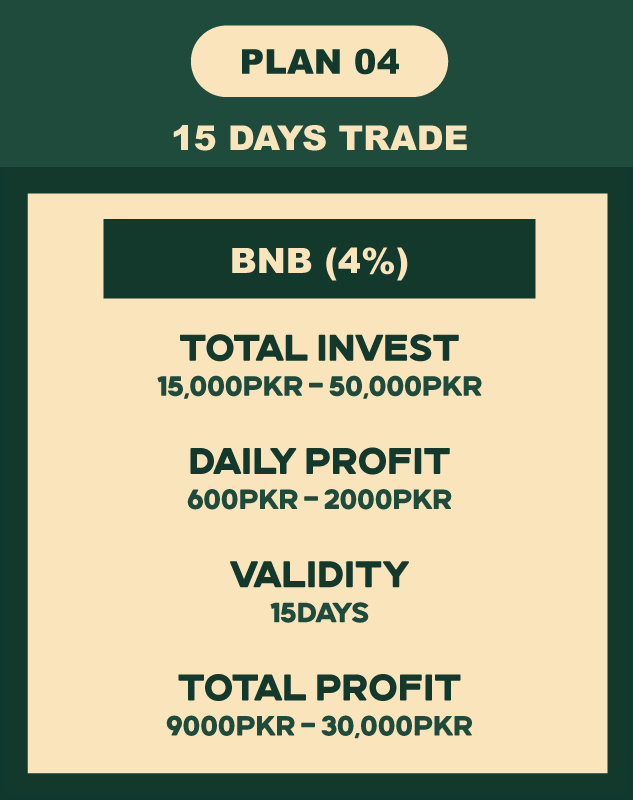 PLAN 04
15 DAYS TRADE
BNB (4%)
TOTAL INVEST
15,000PKR – 50,000PKR
DAILY PROFIT
600PKR – 2000PKR
VALIDITY
15DAYS
TOTAL PROFIT
9000PKR – 30,000PKR